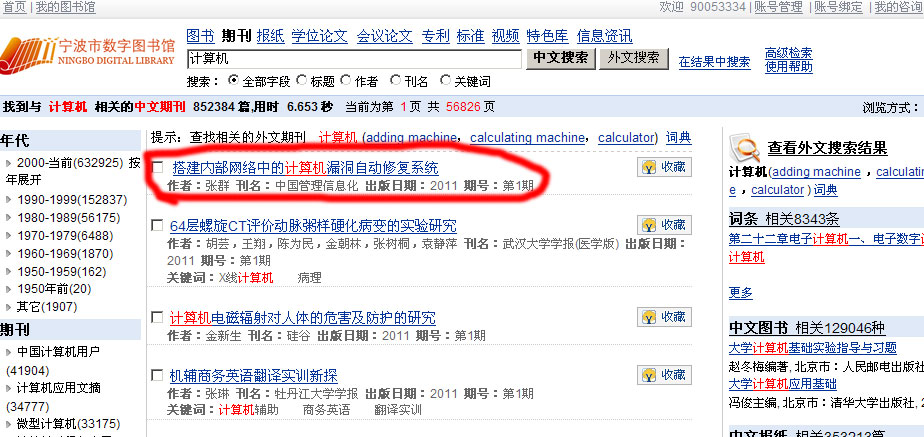 首页 | 我的图书馆
欢迎 90053334 | 账号管理 | 账号绑定 | 我的咨询
宁波市数字图书馆
NINGBO DIGITAL LIBRARY
图书 期刊 报纸 学位论文 会议论文 专利 标准 视频 特色库 信息资讯
计算机
中文搜索 外文搜索 在结果中搜索
高级检索
使用帮助
搜索： 全部字段 标题 作者 刊名 关键词
找到与 计算机 相关的中文期刊 852384 篇,用时 6.653 秒 当前为第 1 页 共 56826 页
浏览方式：
年代
2000-当前(632925) 按
年展开
1990-1999(152837)
1980-1989(56175)
1970-1979(6488)
1960-1969(1870)
1950-1959(162)
1950年前(20)
其它(1907)
期刊
中国计算机用户
(41904)
计算机应用文摘
(34777)
微型计算机(33175)
提示：查找相关的外文期刊 计算机 (adding machine，calculating machine，calculator) 词典
搭建内部网络中的计算机漏洞自动修复系统
收藏
作者：张群 刊名：中国管理信息化 出版日期：2011 期号：第1期
64层螺旋CT评价动脉粥样硬化病变的实验研究
收藏
作者：胡芸，王翔，陈为民，金朝林，张树桐，袁静萍 刊名：武汉大学学报(医学版) 出版日期：
2011 期号：第1期
关键词：X线计算机 病理
计算机电磁辐射对人体的危害及防护的研究
收藏
作者：金新生 刊名：硅谷 出版日期：2011 期号：第1期
机辅商务英语翻译实训新探
收藏
作者：张琳 刊名：牡丹江大学学报 出版日期：2011 期号：第1期
关键词：计算机辅助 商务英语 翻译实训
查看外文搜索结果
计算机(adding machine，calc
e，calculator ) 词典
词条 相关8343条
第二十二章电子计算机一、电子数字
计算机
更多
中文图书 相关129046种
大学计算机基础实验指导与习题
赵冬梅编著，北京市：人民邮电出版社，
大学计算机应用基础
冯俊主编，北京市：清华大学出版社，
中文报纸 相关353213篇